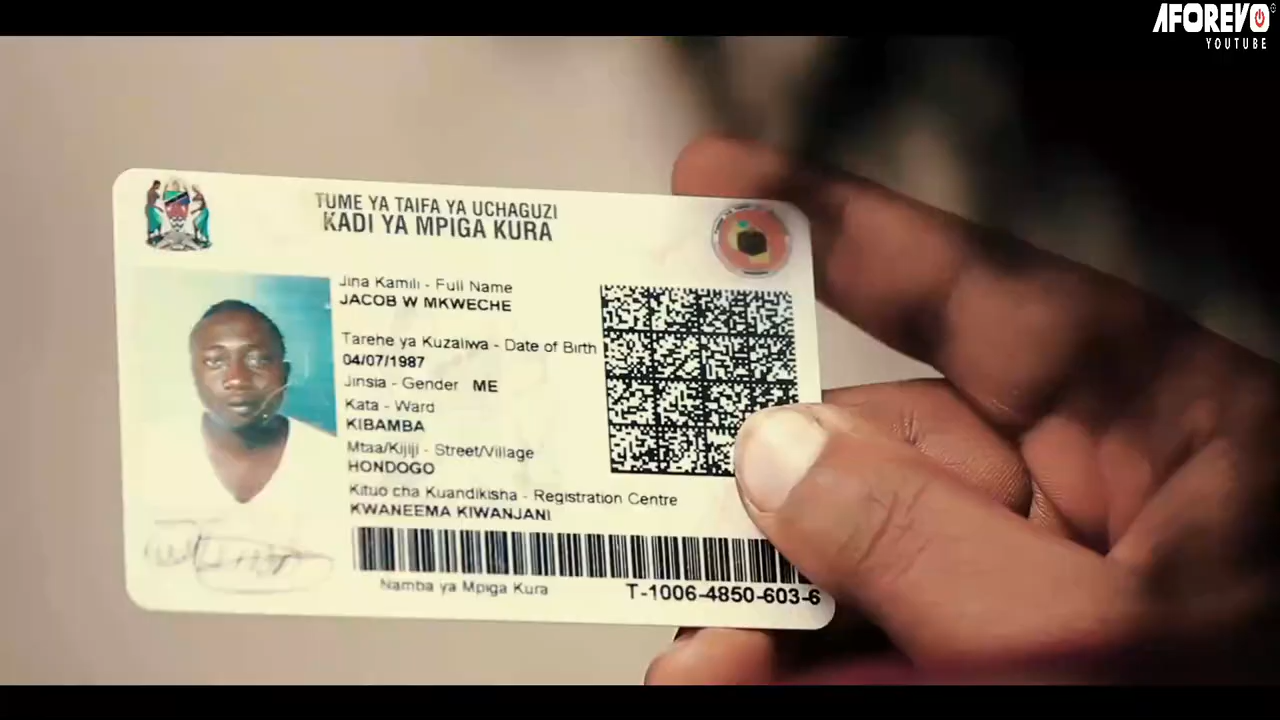 AFOREVO
YOUTUBE
TUME YA TAIFA YA UCHAGUZI
KADI YA MPIGA KURA
Jina Kamili - Full Name
JACOB W MKWECHE
Tarehe ya Kuzaliwa - Date of Birth
04/07/1987
Jinsia - Gender ME
Kata - Ward
KIBAMBA
Mtaa/Kijiji - Street/Village
HONDOGO
Kituo cha Kuandikisha - Registration Centre
KWANEEMA KIWANJANI
Namba ya Mpiga Kura T-1006-4850-603-6